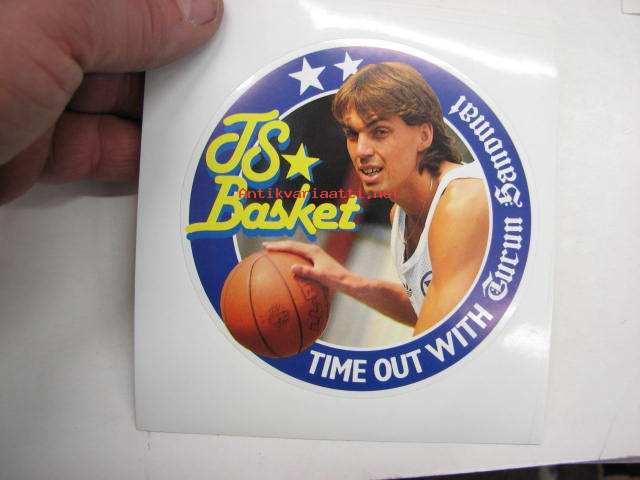 TS
Basket
Antikvariaatti.net
TIME OUT WITH Turun Sanomat